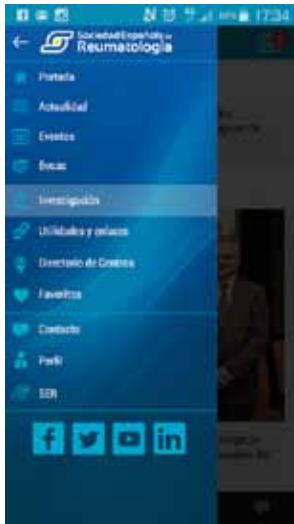 17:34
Sociedad Española de
Reumatología
Portada
Actualidad
Eventos
Becas
Investigación
Utilidades y enlaces
Directorio de Centros
Favoritos
Contacto
Perfil
SER